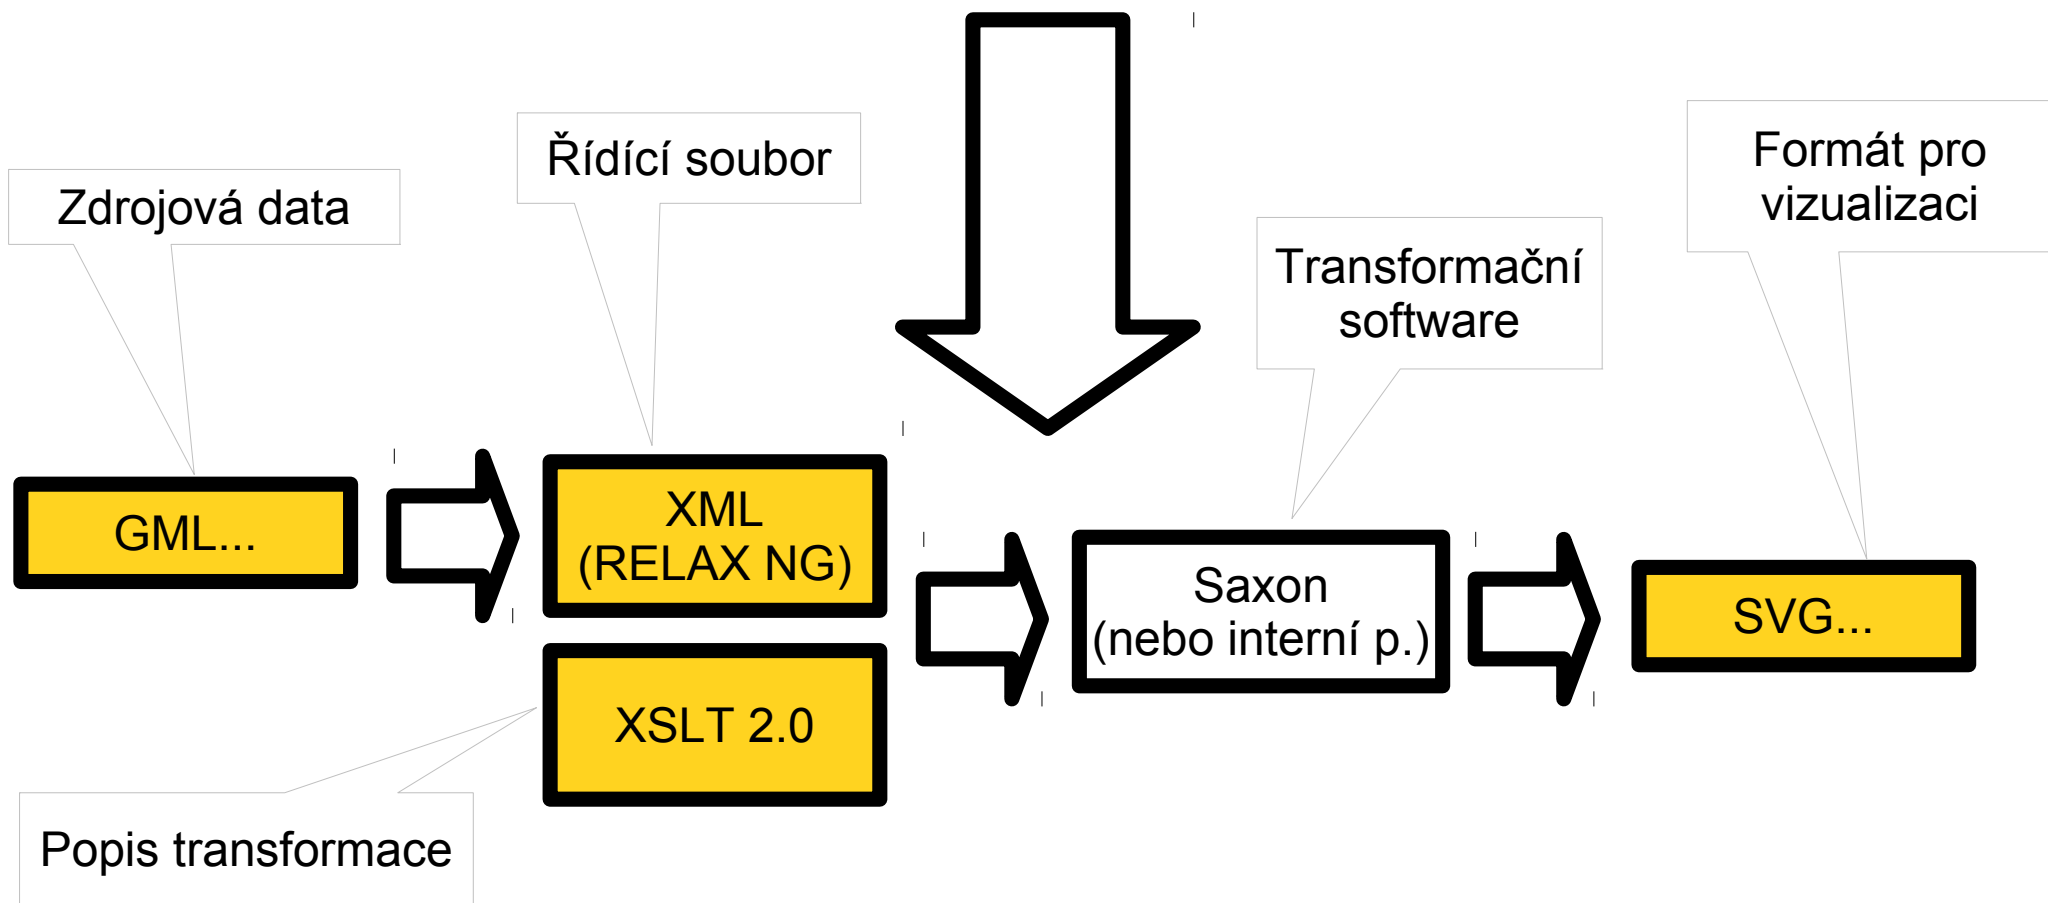 Zdrojová data
Řídící soubor
Transformační
software
Formát pro
vizualizaci
GML...
XML
(RELAX NG)
XSLT 2.0
Saxon
(nebo interní p.)
SVG...
Popis transformace